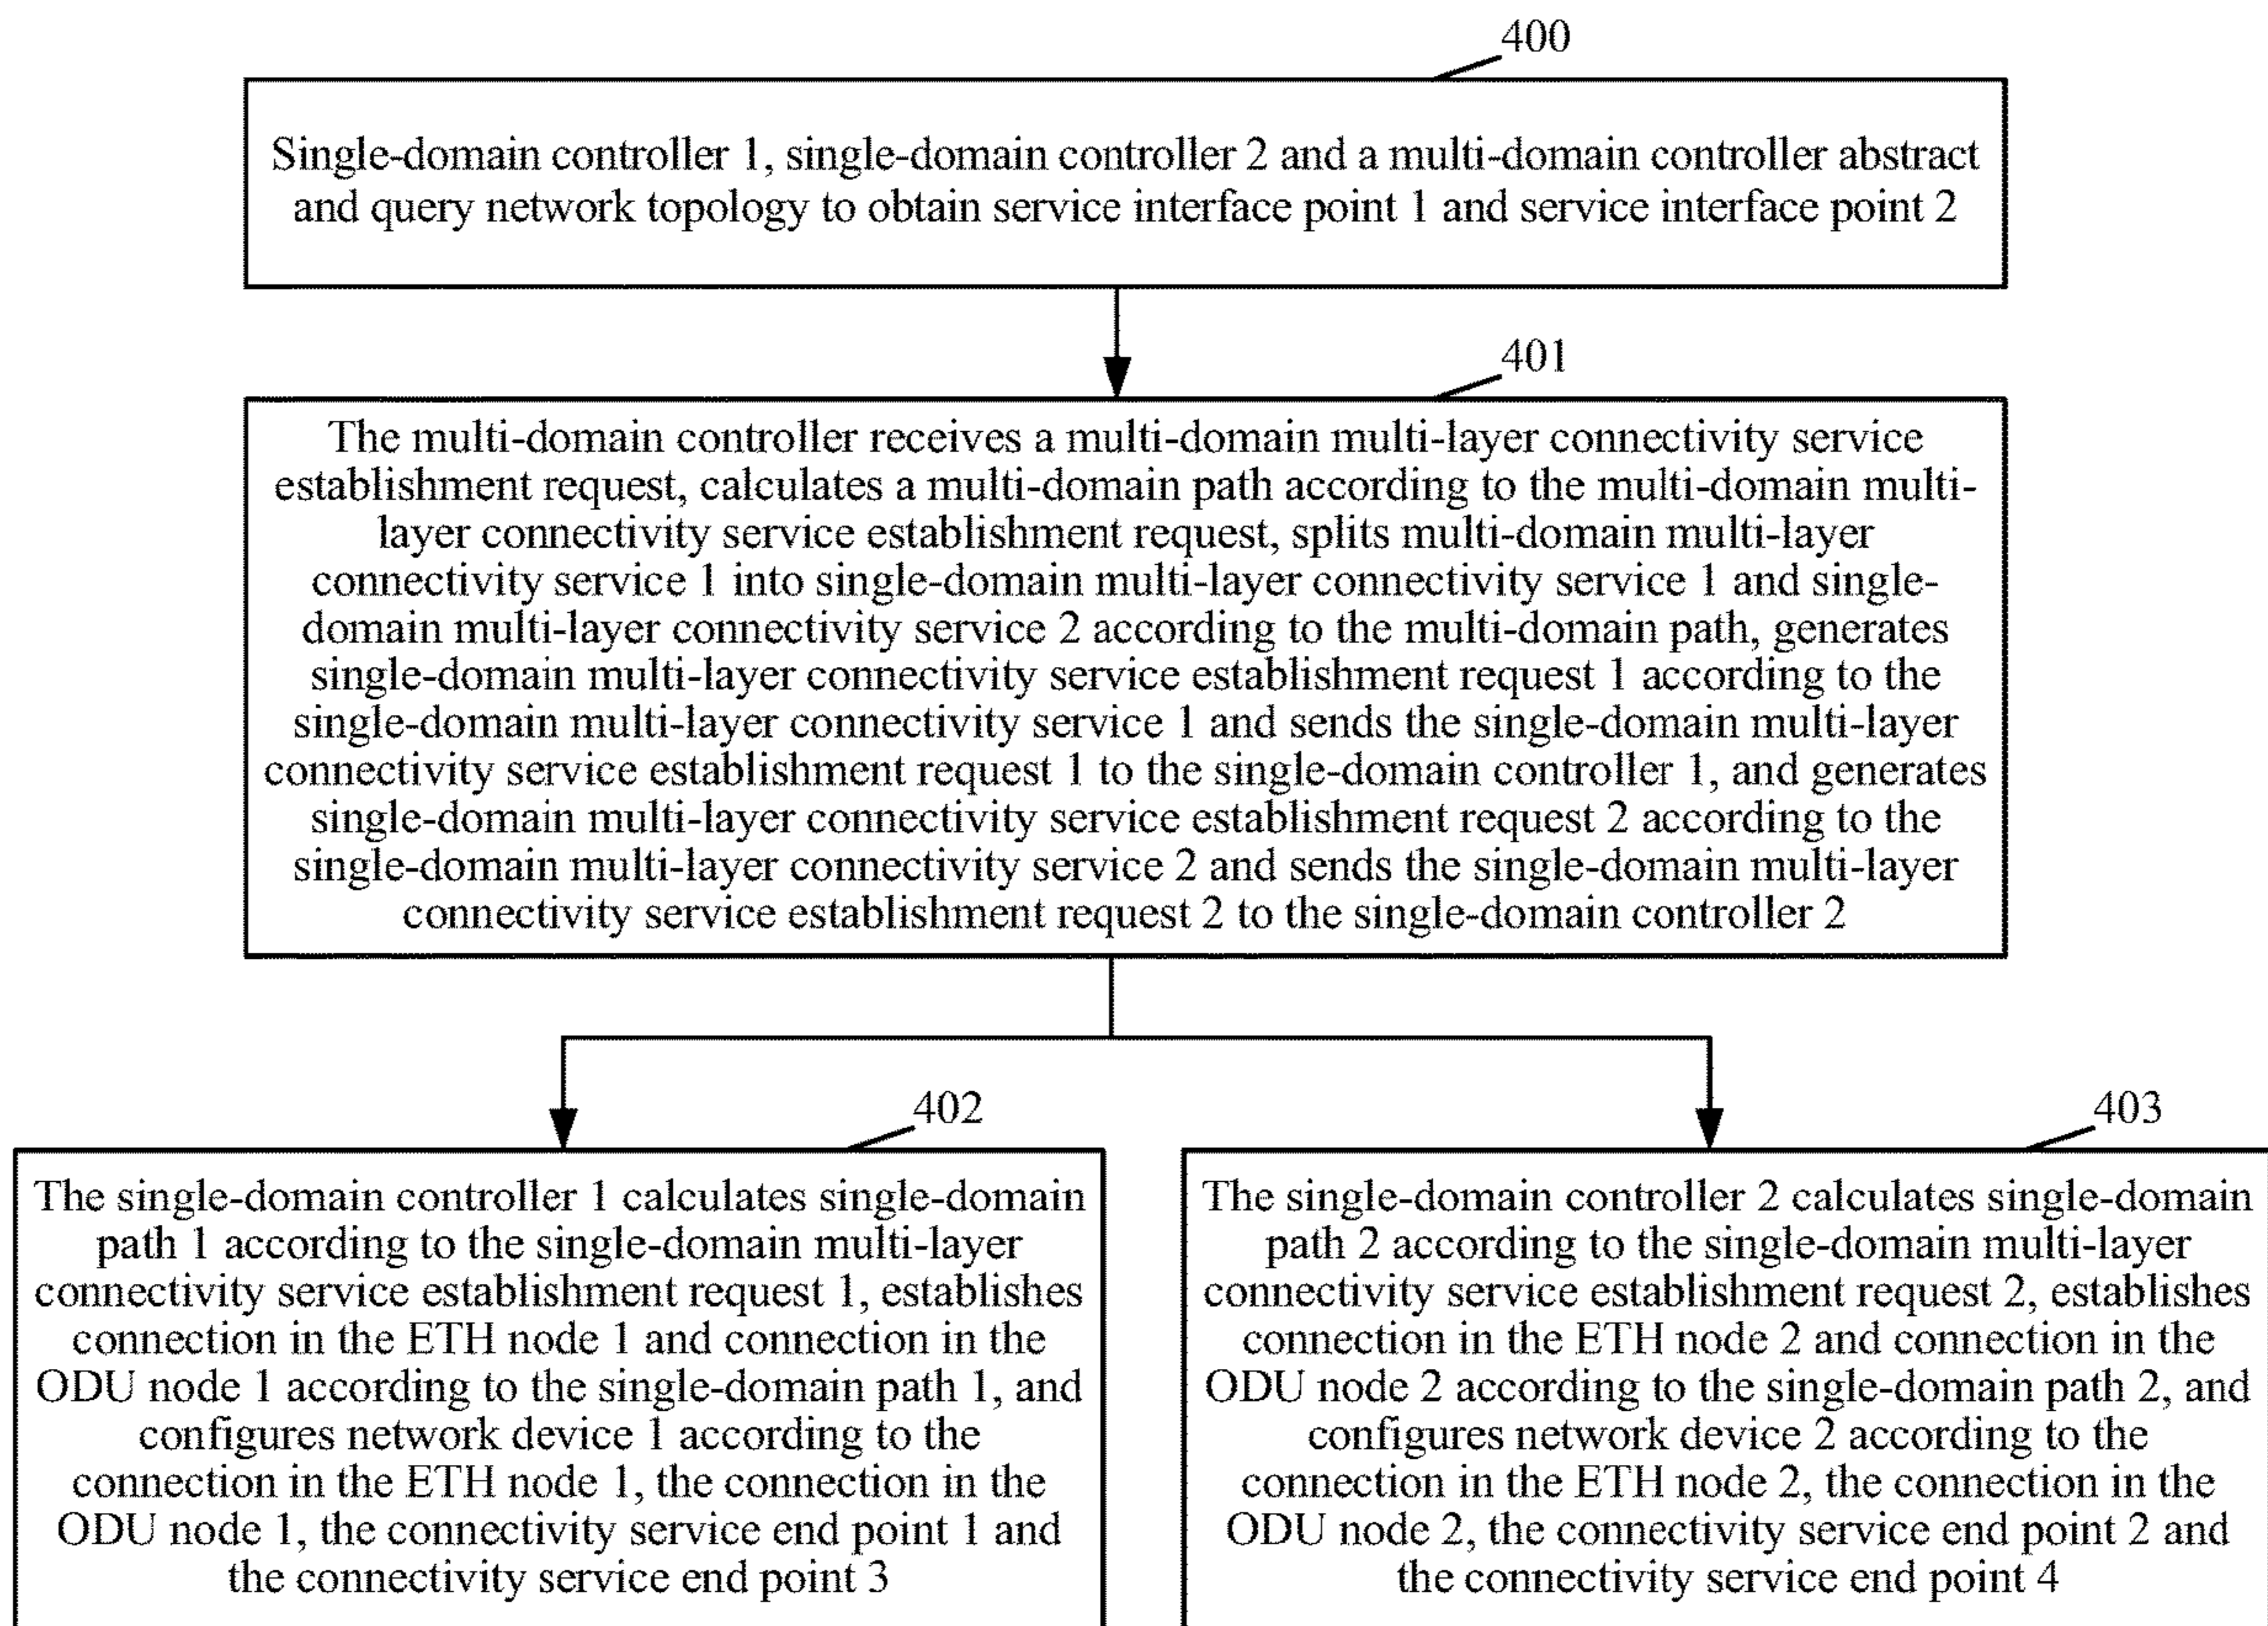 400
Single-domain controller 1, single-domain controller 2 and a multi-domain controller abstract
and query network topology to obtain service interface point 1 and service interface point 2
401
The multi-domain controller receives a multi-domain multi-layer connectivity service
establishment request, calculates a multi-domain path according to the multi-domain multi-
layer connectivity service establishment request, splits multi-domain multi-layer
connectivity service 1 into single-domain multi-layer connectivity service 1 and single-
domain multi-layer connectivity service 2 according to the multi-domain path, generates
single-domain multi-layer connectivity service establishment request 1 according to the
single-domain multi-layer connectivity service 1 and sends the single-domain multi-layer
connectivity service establishment request 1 to the single-domain controller 1, and generates
single-domain multi-layer connectivity service establishment request 2 according to the
single-domain multi-layer connectivity service 2 and sends the single-domain multi-layer
connectivity service establishment request 2 to the single-domain controller 2
402
The single-domain controller 1 calculates single-domain
path 1 according to the single-domain multi-layer
connectivity service establishment request 1, establishes
connection in the ETH node 1 and connection in the
ODU node 1 according to the single-domain path 1, and
configures network device 1 according to the
connection in the ETH node 1, the connection in the
ODU node 1, the connectivity service end point 1 and
the connectivity service end point 3
403
The single-domain controller 2 calculates single-domain
path 2 according to the single-domain multi-layer
connectivity service establishment request 2, establishes
connection in the ETH node 2 and connection in the
ODU node 2 according to the single-domain path 2, and
configures network device 2 according to the
connection in the ETH node 2, the connection in the
ODU node 2, the connectivity service end point 2 and
the connectivity service end point 4